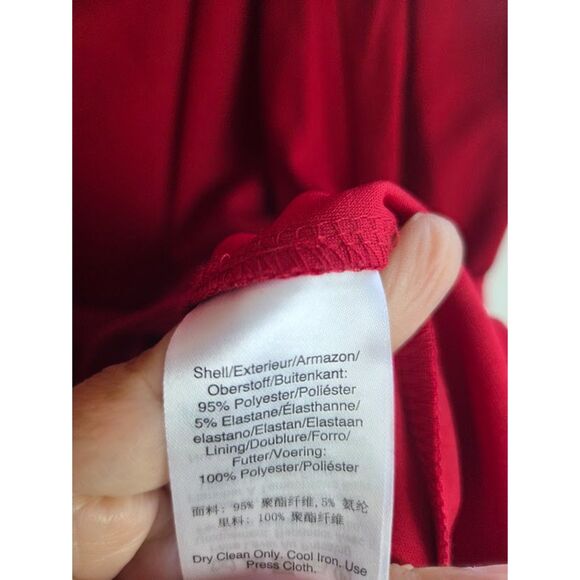 Shell/Exterieur/Armazon/
Oberstoff/Buitenkant:
95% Polyester/Poliéster
5% Elastane/Élasthanne/
elastano/Elastan/Elastaan
Lining/Doublure/Forro/
Futter/Voering:
100% Polyester/Poliéster
面料: 95% 聚酯纤维,5% 氨纶
里料: 100% 聚酯纤维
Dry Clean Only. Cool Iron. Use
Press Cloth.